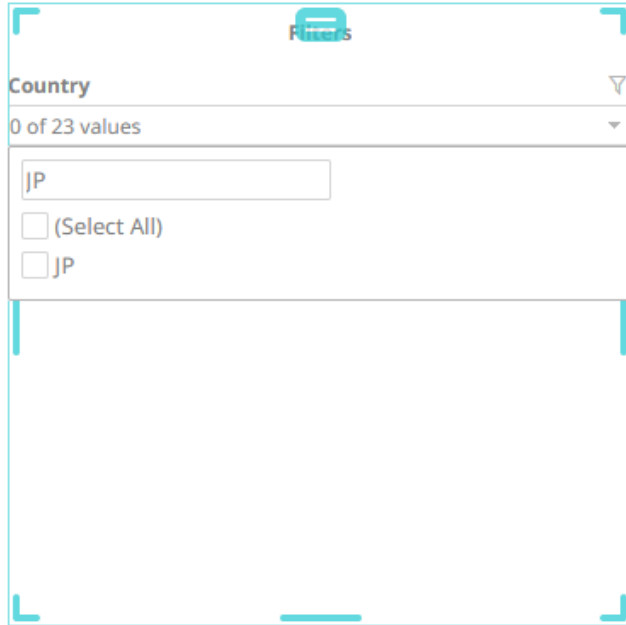 Filters
Country
0 of 23 values
JP
(Select All)
JP